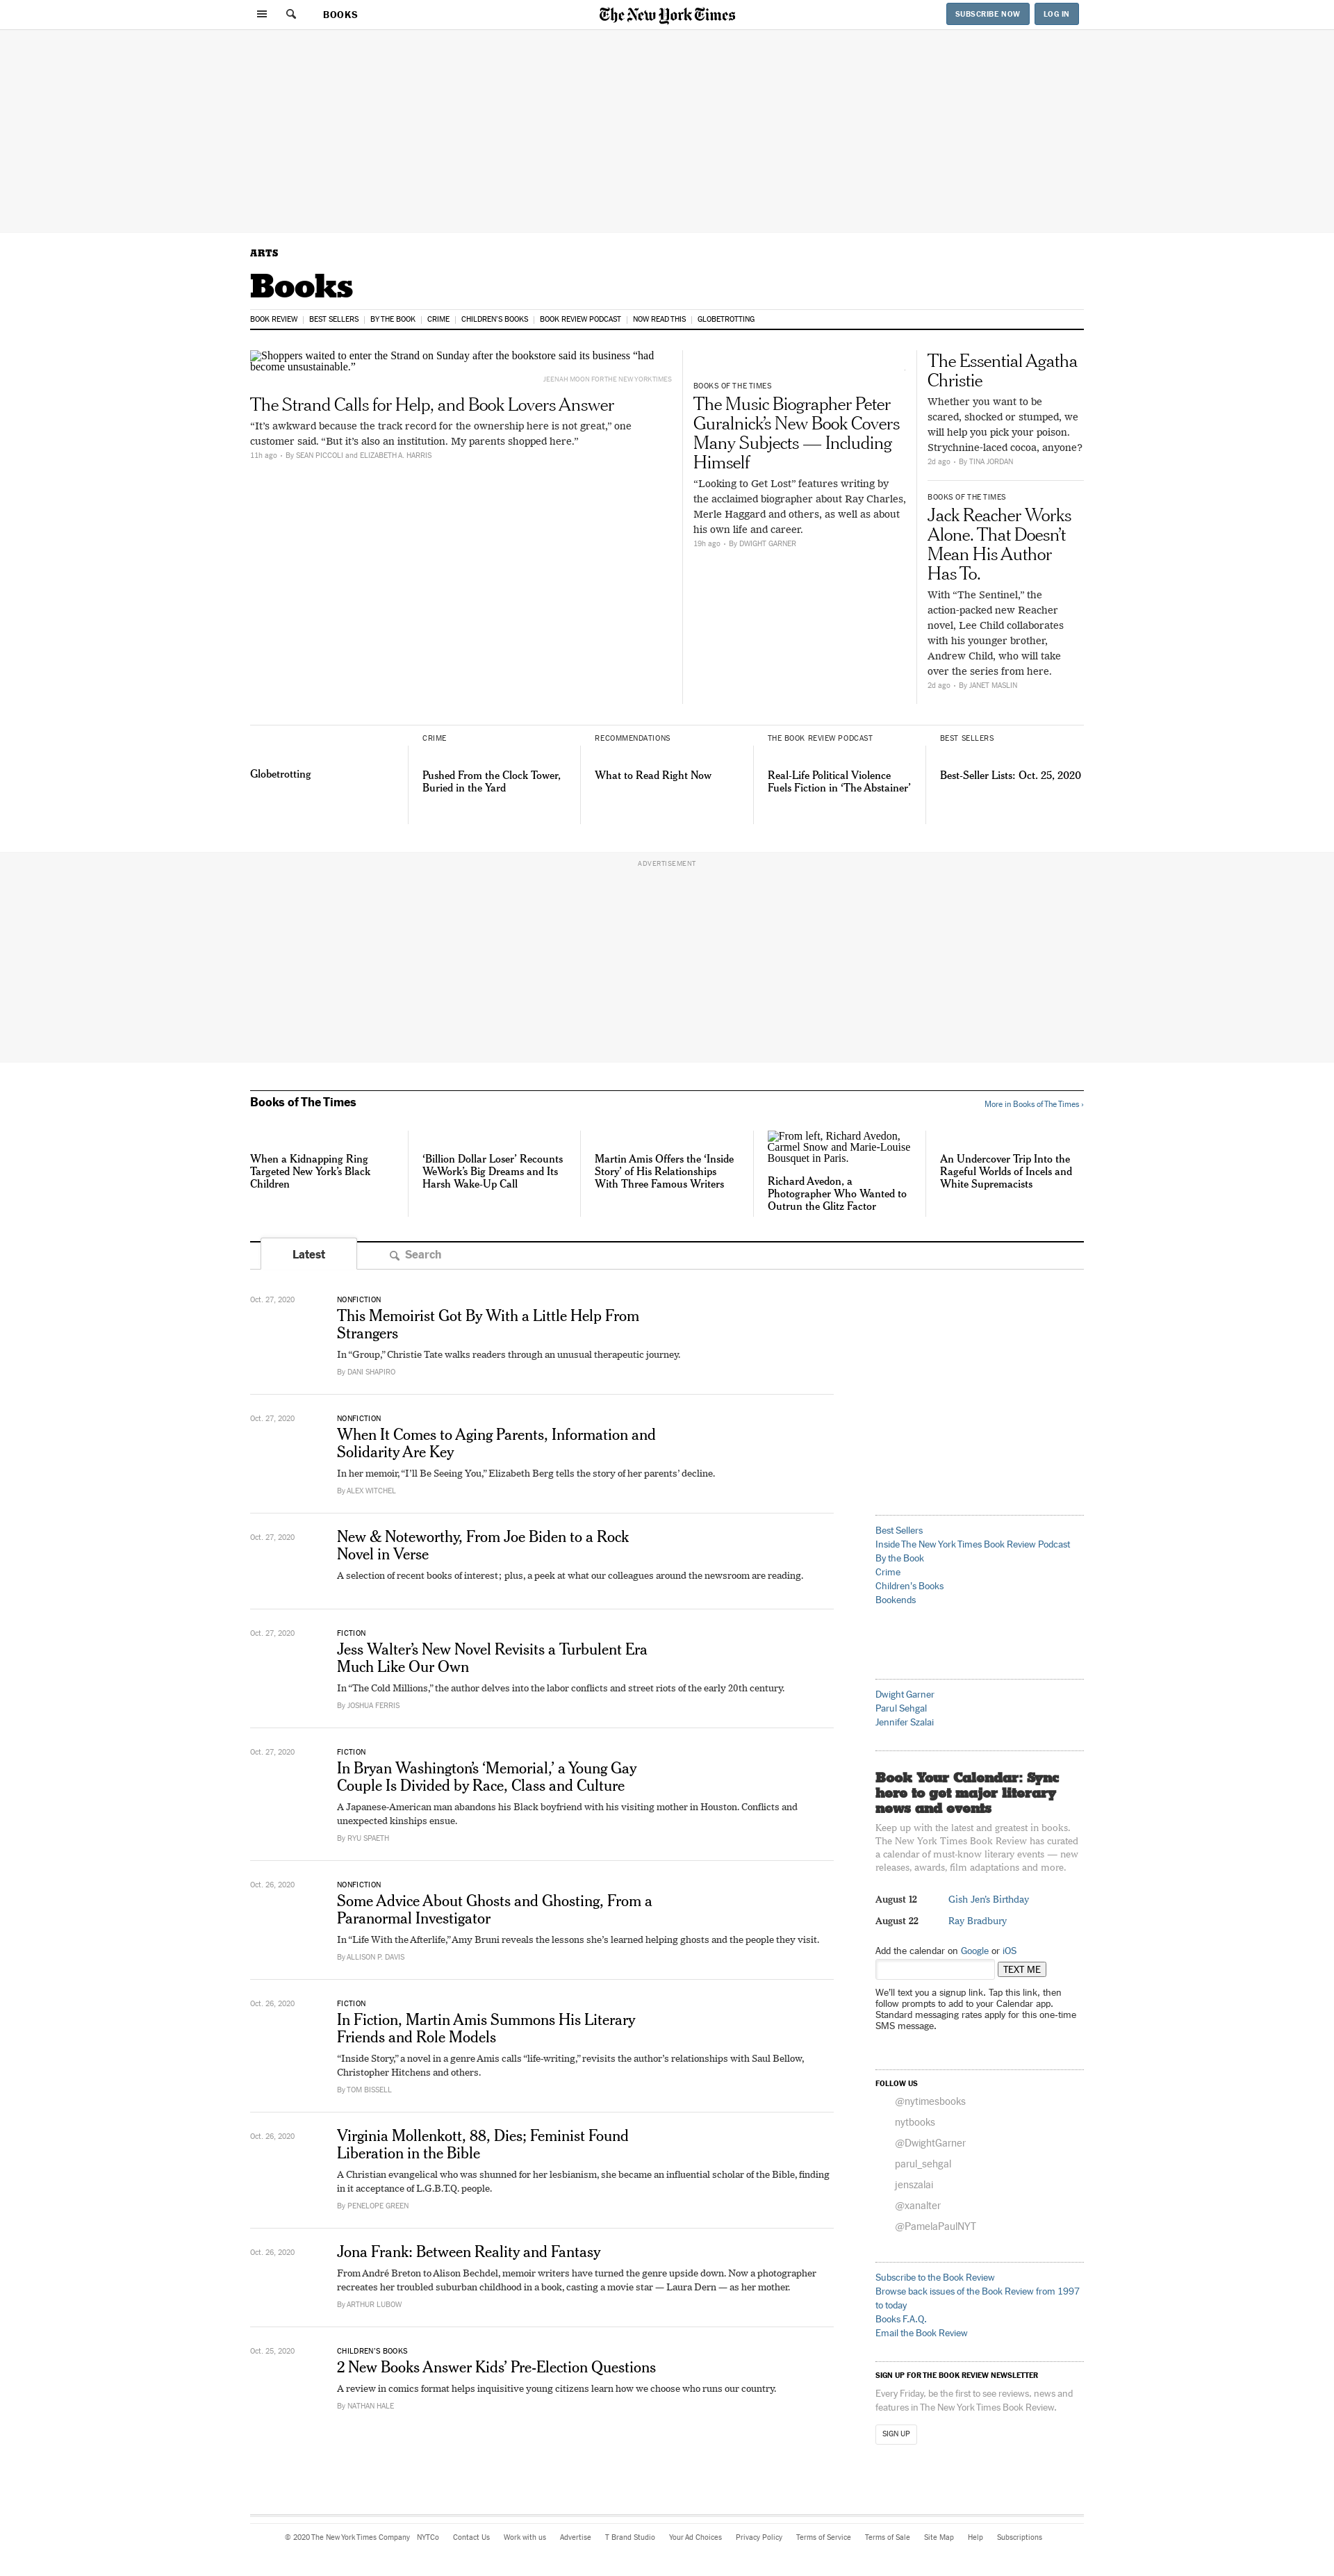 BOOKS
The New York Times
SUBSCRIBE NOW
LOG IN
ARTS
Books
BOOK REVIEW
BEST SELLERS
BY THE BOOK
CRIME
CHILDREN'S BOOKS
BOOK REVIEW PODCAST
NOW READ THIS
GLOBETROTTING
Shoppers waited to enter the Strand on Sunday after the bookstore said its business “had
become unsustainable.”
JEENAH MOON FOR THE NEW YORK TIMES
The Strand Calls for Help, and Book Lovers Answer
“It’s awkward because the track record for the ownership here is not great,” one
customer said. “But it’s also an institution. My parents shopped here.”
11h ago • By SEAN PICCOLI and ELIZABETH A. HARRIS
BOOKS OF THE TIMES
The Music Biographer Peter
Guralnick’s New Book Covers
Many Subjects — Including
Himself
“Looking to Get Lost” features writing by
the acclaimed biographer about Ray Charles,
Merle Haggard and others, as well as about
his own life and career.
19h ago • By DWIGHT GARNER
The Essential Agatha
Christie
Whether you want to be
scared, shocked or stumped, we
will help you pick your poison.
Strychnine-laced cocoa, anyone?
2d ago • By TINA JORDAN
BOOKS OF THE TIMES
Jack Reacher Works
Alone. That Doesn’t
Mean His Author
Has To.
With “The Sentinel,” the
action-packed new Reacher
novel, Lee Child collaborates
with his younger brother,
Andrew Child, who will take
over the series from here.
2d ago • By JANET MASLIN
Globetrotting
CRIME
Pushed From the Clock Tower,
Buried in the Yard
RECOMMENDATIONS
What to Read Right Now
THE BOOK REVIEW PODCAST
Real-Life Political Violence
Fuels Fiction in ‘The Abstainer’
BEST SELLERS
Best-Seller Lists: Oct. 25, 2020
ADVERTISEMENT
Books of The Times
More in Books of The Times ›
When a Kidnapping Ring
Targeted New York’s Black
Children
‘Billion Dollar Loser’ Recounts
WeWork’s Big Dreams and Its
Harsh Wake-Up Call
Martin Amis Offers the ‘Inside
Story’ of His Relationships
With Three Famous Writers
From left, Richard Avedon,
Carmel Snow and Marie-Louise
Bousquet in Paris.
Richard Avedon, a
Photographer Who Wanted to
Outrun the Glitz Factor
An Undercover Trip Into the
Rageful Worlds of Incels and
White Supremacists
Latest
Search
Oct. 27, 2020
NONFICTION
This Memoirist Got By With a Little Help From
Strangers
In “Group,” Christie Tate walks readers through an unusual therapeutic journey.
By DANI SHAPIRO
Oct. 27, 2020
NONFICTION
When It Comes to Aging Parents, Information and
Solidarity Are Key
In her memoir, “I’ll Be Seeing You,” Elizabeth Berg tells the story of her parents’ decline.
By ALEX WITCHEL
Oct. 27, 2020
New & Noteworthy, From Joe Biden to a Rock
Novel in Verse
A selection of recent books of interest; plus, a peek at what our colleagues around the newsroom are reading.
Oct. 27, 2020
FICTION
Jess Walter’s New Novel Revisits a Turbulent Era
Much Like Our Own
In “The Cold Millions,” the author delves into the labor conflicts and street riots of the early 20th century.
By JOSHUA FERRIS
Oct. 27, 2020
FICTION
In Bryan Washington’s ‘Memorial,’ a Young Gay
Couple Is Divided by Race, Class and Culture
A Japanese-American man abandons his Black boyfriend with his visiting mother in Houston. Conflicts and
unexpected kinships ensue.
By RYU SPAETH
Oct. 26, 2020
NONFICTION
Some Advice About Ghosts and Ghosting, From a
Paranormal Investigator
In “Life With the Afterlife,” Amy Bruni reveals the lessons she’s learned helping ghosts and the people they visit.
By ALLISON P. DAVIS
Oct. 26, 2020
FICTION
In Fiction, Martin Amis Summons His Literary
Friends and Role Models
“Inside Story,” a novel in a genre Amis calls “life-writing,” revisits the author’s relationships with Saul Bellow,
Christopher Hitchens and others.
By TOM BISSELL
Oct. 26, 2020
Virginia Mollenkott, 88, Dies; Feminist Found
Liberation in the Bible
A Christian evangelical who was shunned for her lesbianism, she became an influential scholar of the Bible, finding
in it acceptance of L.G.B.T.Q. people.
By PENELOPE GREEN
Oct. 26, 2020
Jona Frank: Between Reality and Fantasy
From André Breton to Alison Bechdel, memoir writers have turned the genre upside down. Now a photographer
recreates her troubled suburban childhood in a book, casting a movie star — Laura Dern — as her mother.
By ARTHUR LUBOW
Oct. 25, 2020
CHILDREN’S BOOKS
2 New Books Answer Kids’ Pre-Election Questions
A review in comics format helps inquisitive young citizens learn how we choose who runs our country.
By NATHAN HALE
Best Sellers
Inside The New York Times Book Review Podcast
By the Book
Crime
Children's Books
Bookends
Dwight Garner
Parul Sehgal
Jennifer Szalai
Book Your Calendar: Sync
here to get major literary
news and events
Keep up with the latest and greatest in books.
The New York Times Book Review has curated
a calendar of must-know literary events — new
releases, awards, film adaptations and more.
August 12 Gish Jen's Birthday
August 22 Ray Bradbury
Add the calendar on Google or iOS
TEXT ME
We'll text you a signup link. Tap this link, then
follow prompts to add to your Calendar app.
Standard messaging rates apply for this one-time
SMS message.
FOLLOW US
@nytimesbooks
nytbooks
@DwightGarner
parul_sehgal
jenszalai
@xanalter
@PamelaPaulNYT
Subscribe to the Book Review
Browse back issues of the Book Review from 1997
to today
Books F.A.Q.
Email the Book Review
SIGN UP FOR THE BOOK REVIEW NEWSLETTER
Every Friday, be the first to see reviews, news and
features in The New York Times Book Review.
SIGN UP
© 2020 The New York Times Company NYTCo Contact Us Work with us Advertise T Brand Studio Your Ad Choices Privacy Policy Terms of Service Terms of Sale Site Map Help Subscriptions